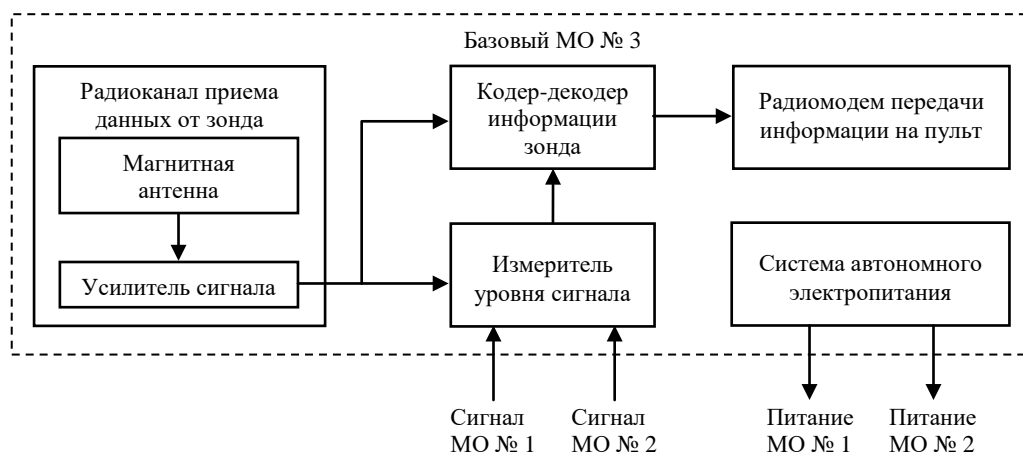 Базовый МО № 3
Радиоканал приема
данных от зонда
Магнитная
антенна
Усилитель сигнала
Кодер-декодер
информации
зонда
Радиомодем передачи
информации на пульт
Измеритель
уровня сигнала
Система автономного
электропитания
Сигнал
МО № 1
Сигнал
МО № 2
Питание
МО № 1
Питание
МО № 2